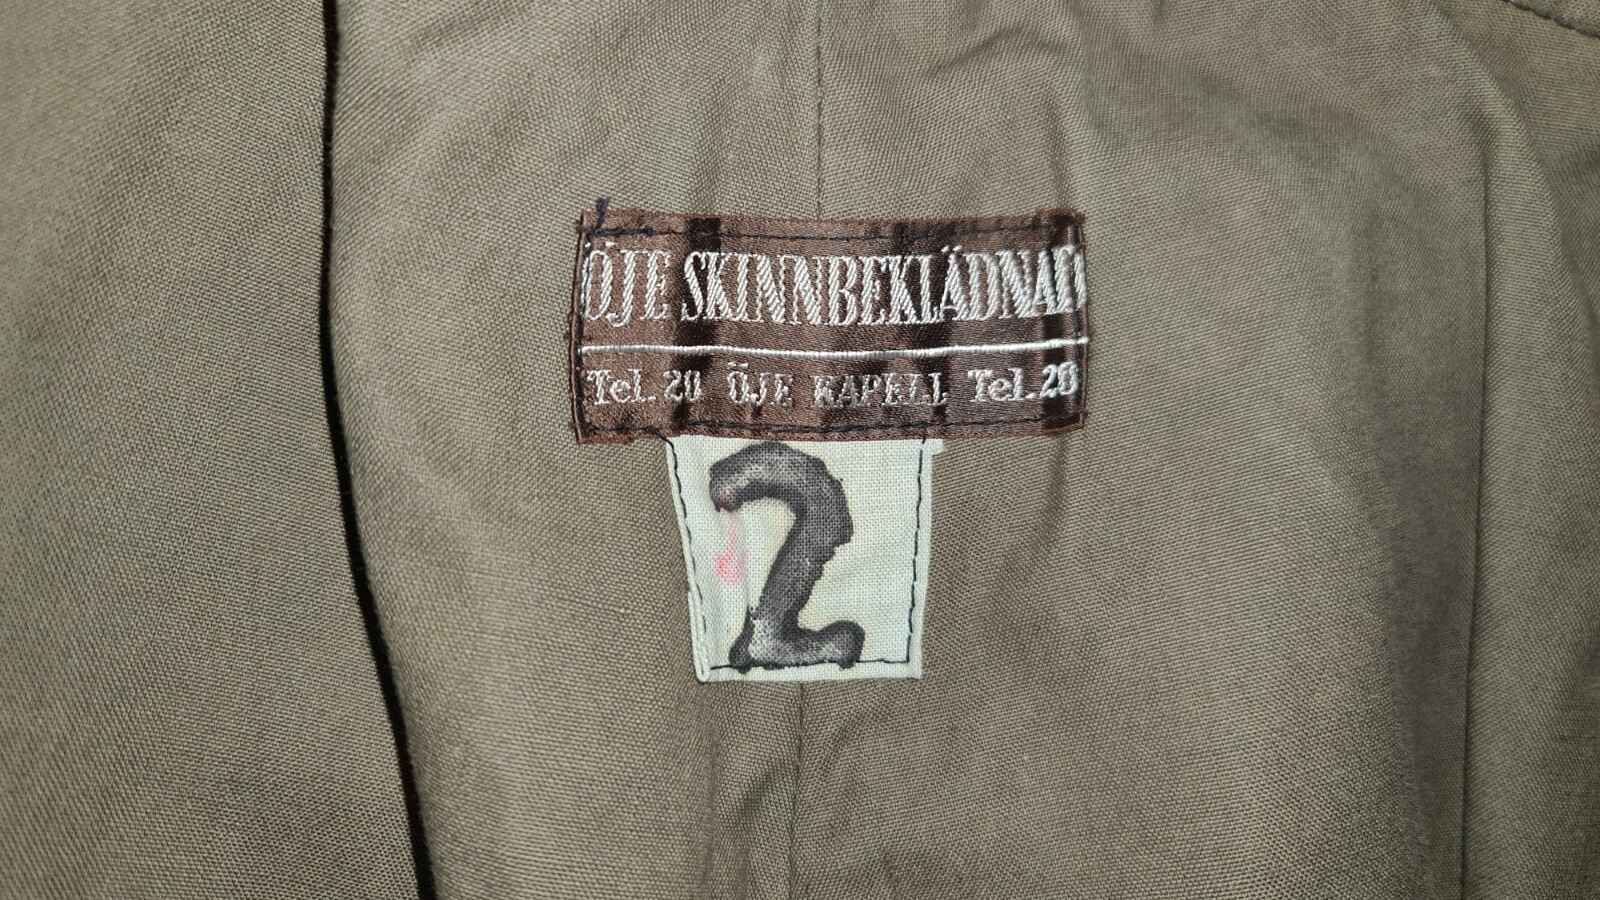 ÖJE SKINNBEKLÄDNAD
Tel. 20 ÖJE KAPELL Tel. 20
2